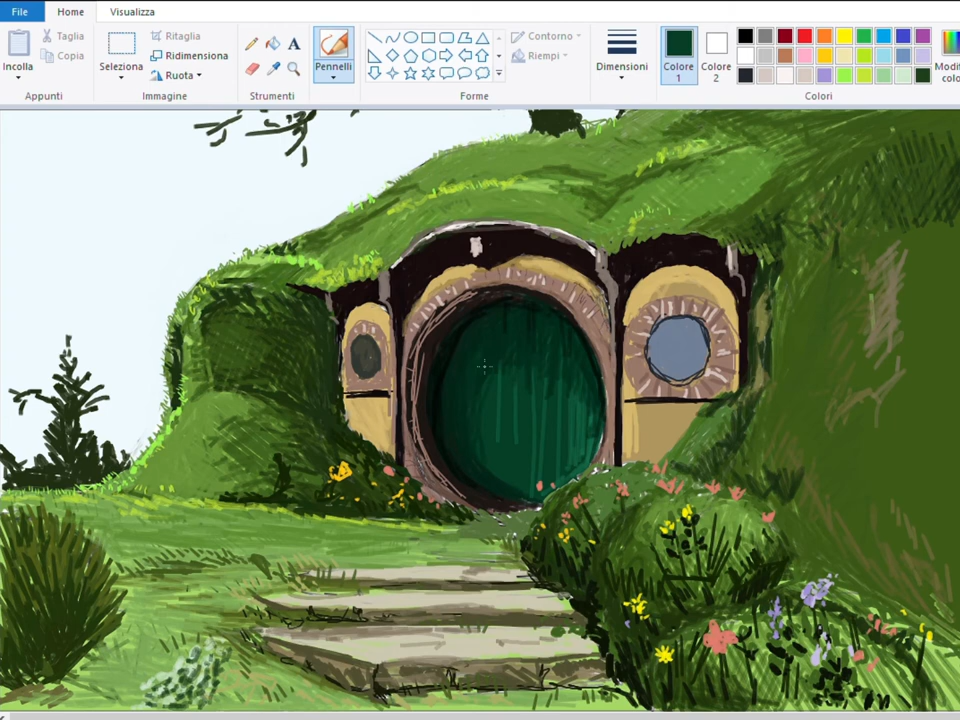 File Home Visualizza
Incolla
Taglia
Copia
Appunti
Seleziona
Ritaglia
Ridimensiona
Ruota
Immagine
A
Strumenti
Pennelli
Contorno
Riempi
Forme
Dimensioni
Colore 1
Colore 2
Colori